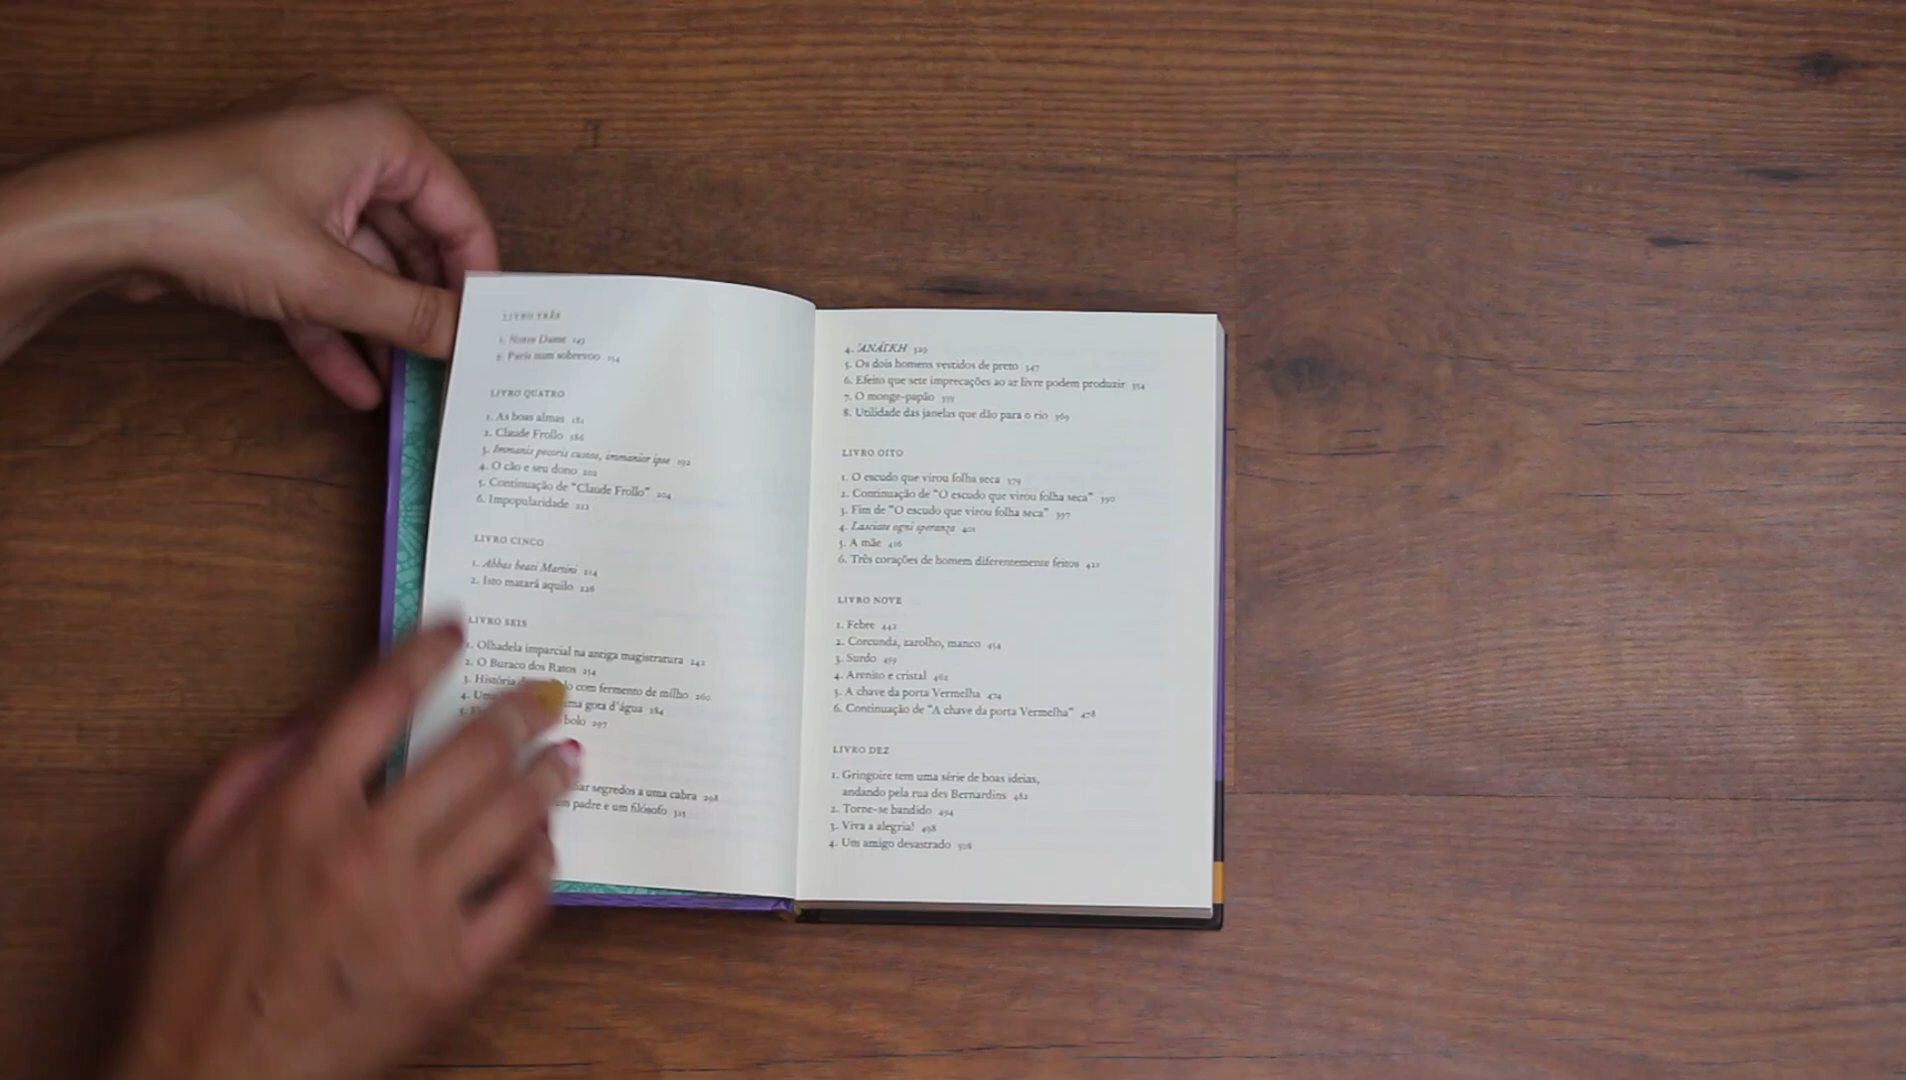 LIVRO TRÊS
1. Notre Dame 143
2. Paris num sobrevoo 154
LIVRO QUATRO
1. As boas almas 181
2. Claude Frollo 186
3. Immanis pecoris custos, immanior ipse 192
4. O cão e seu dono 202
5. Continuação de "Claude Frollo" 204
6. Impopularidade 212
LIVRO CINCO
1. Abbas beati Martini 214
2. Isto matará aquilo 226
LIVRO SEIS
1. Olhadela imparcial na antiga magistratura 242
2. O Buraco dos Ratos 254
3. História com fermento de milho 260
4. gota d'água 284
bolo 297
segredos a uma cabra 298
padre e um filósofo 315
4. 'ANÁΓKH 329
5. Os dois homens vestidos de preto 347
6. Efeito que sete imprecações ao ar livre podem produzir 354
7. O monge-papão 359
8. Utilidade das janelas que dão para o rio 369
LIVRO OITO
1. O escudo que virou folha seca 379
2. Continuação de "O escudo que virou folha seca" 390
3. Fim de "O escudo que virou folha seca" 397
4. Lasciate ogni speranza 401
5. A mãe 416
6. Três corações de homem diferentemente feitos 421
LIVRO NOVE
1. Febre 442
2. Corcunda, zarolho, manco 454
3. Surdo 459
4. Arenito e cristal 462
5. A chave da porta Vermelha 474
6. Continuação de "A chave da porta Vermelha" 478
LIVRO DEZ
1. Gringoire tem uma série de boas ideias,
andando pela rua des Bernardins 482
2. Torne-se bandido 494
3. Viva a alegria! 498
4. Um amigo desastrado 508